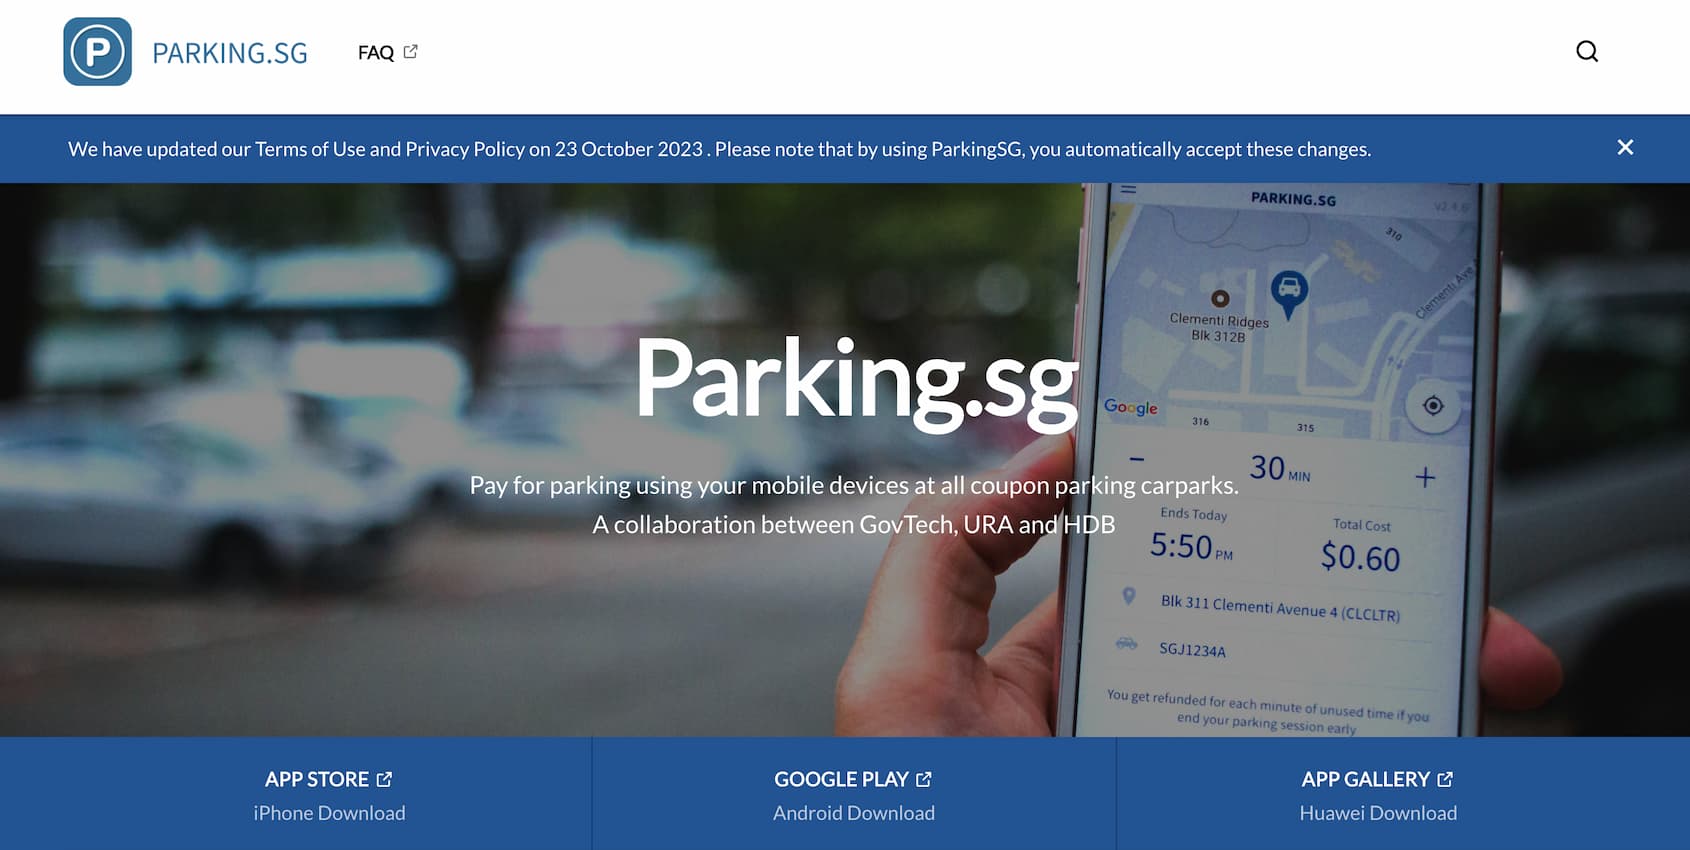 P PARKING.SG FAQ
We have updated our Terms of Use and Privacy Policy on 23 October 2023 . Please note that by using ParkingSG, you automatically accept these changes.
PARKING.SG
v2.4.6
310
Clementi Ave
Clementi Ridges
Blk 312B
Google
316
315
Parking.sg
Pay for parking using your mobile devices at all coupon parking carparks.
A collaboration between GovTech, URA and HDB
− 30 MIN +
Ends Today
5:50 PM
Total Cost
$0.60
Blk 311 Clementi Avenue 4 (CLCLTR)
SGJ1234A
You get refunded for each minute of unused time if you
end your parking session early
APP STORE
iPhone Download
GOOGLE PLAY
Android Download
APP GALLERY
Huawei Download